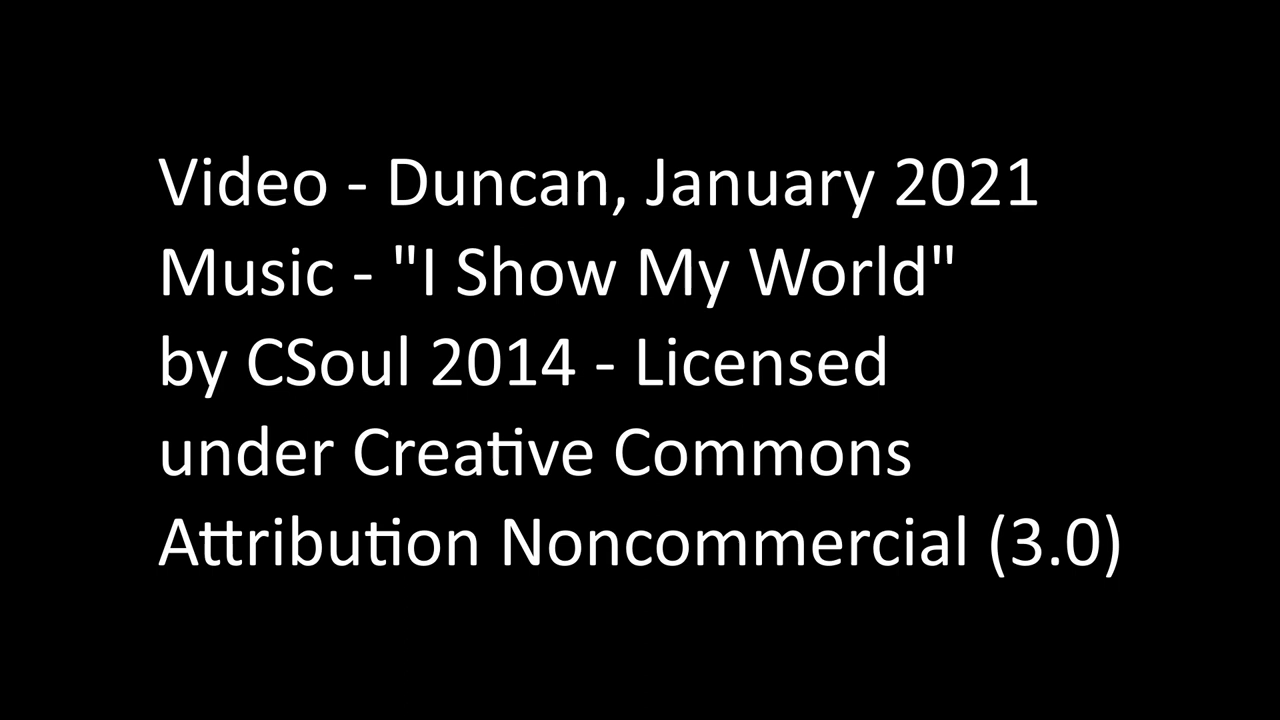 Video - Duncan, January 2021
Music - "I Show My World"
by CSoul 2014 - Licensed
under Creative Commons
Attribution Noncommercial (3.0)